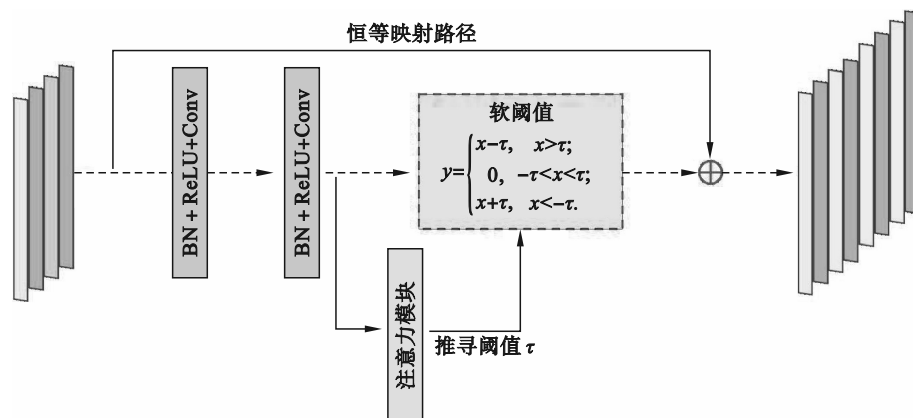 恒等映射路径
BN+ReLU+Conv
BN+ReLU+Conv
软阈值
y={x-τ, x>τ;
0, -τ<x<τ;
x+τ, x<-τ.
注意力模块
推寻阈值 τ